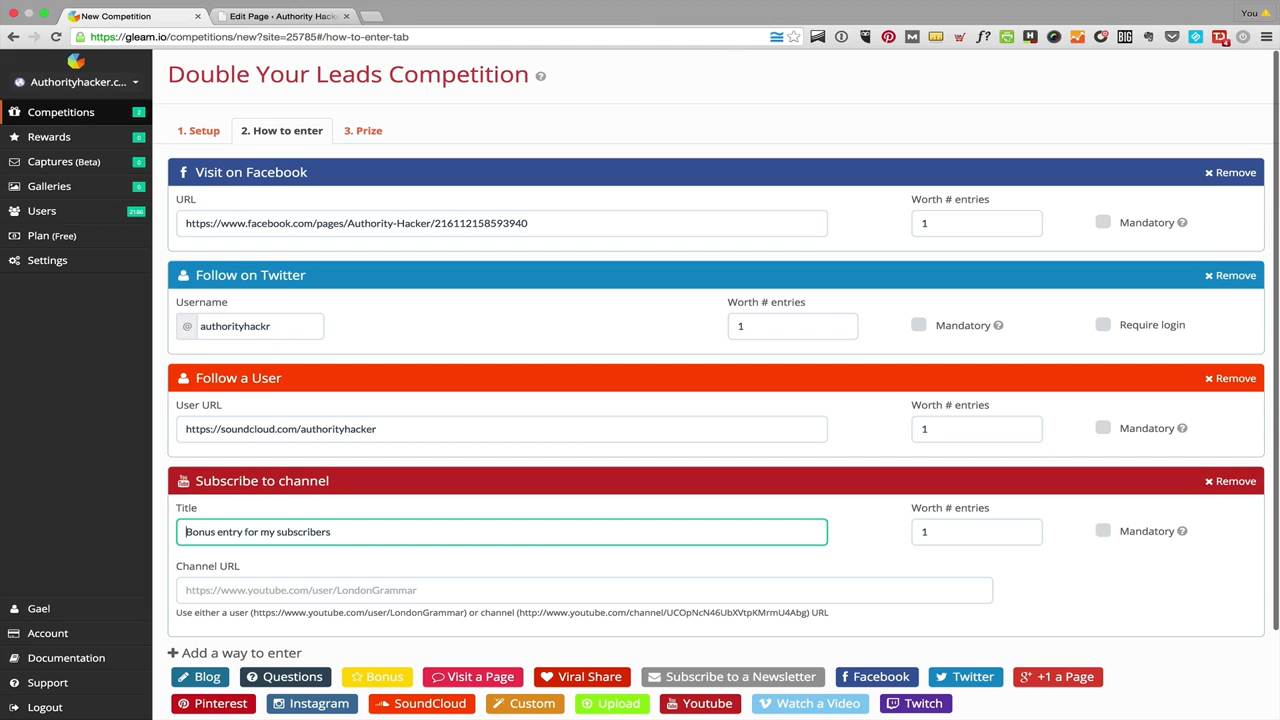 New Competition
Edit Page ‹ Authority Hack
You
https://gleam.io/competitions/new?site=25785#/how-to-enter-tab
Authorityhacker.c...
Competitions 2
Rewards 0
Captures (Beta) 0
Galleries 0
Users 2186
Plan (Free)
Settings
Gael
Account
Documentation
Support
Logout
Double Your Leads Competition
1. Setup
2. How to enter
3. Prize
Visit on Facebook
Remove
URL
Worth # entries
https://www.facebook.com/pages/Authority-Hacker/216112158593940
1
Mandatory
Follow on Twitter
Remove
Username
Worth # entries
@ authorityhackr
1
Mandatory
Require login
Follow a User
Remove
User URL
Worth # entries
https://soundcloud.com/authorityhacker
1
Mandatory
Subscribe to channel
Remove
Title
Worth # entries
Bonus entry for my subscribers
1
Mandatory
Channel URL
https://www.youtube.com/user/LondonGrammar
Use either a user (https://www.youtube.com/user/LondonGrammar) or channel (http://www.youtube.com/channel/UCOpNcN46UbXVtpKMrmU4Abg) URL
Add a way to enter
Blog
Questions
Bonus
Visit a Page
Viral Share
Subscribe to a Newsletter
Facebook
Twitter
+1 a Page
Pinterest
Instagram
SoundCloud
Custom
Upload
Youtube
Watch a Video
Twitch